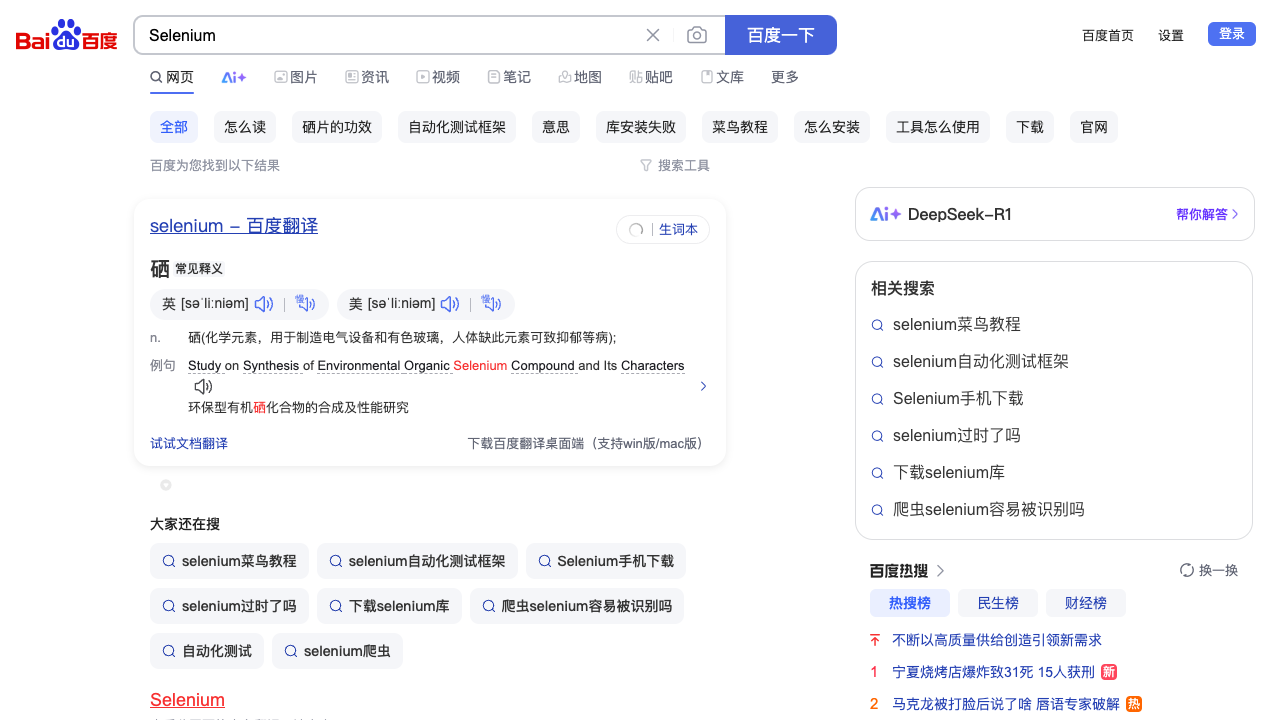 Bai du 百度
Selenium
百度一下
百度首页 设置 登录
网页 Ai+ 图片 资讯 视频 笔记 地图 贴吧 文库 更多
全部 怎么读 硒片的功效 自动化测试框架 意思 库安装失败 菜鸟教程 怎么安装 工具怎么使用 下载 官网
百度为您找到以下结果 搜索工具
selenium - 百度翻译
生词本
硒 常见释义
英 [səˈliːniəm] 慢 美 [səˈliːniəm] 慢
n. 硒(化学元素，用于制造电气设备和有色玻璃，人体缺此元素可致抑郁等病);
例句 Study on Synthesis of Environmental Organic Selenium Compound and Its Characters
环保型有机硒化合物的合成及性能研究
试试文档翻译 下载百度翻译桌面端（支持win版/mac版）
大家还在搜
selenium菜鸟教程 selenium自动化测试框架 Selenium手机下载
selenium过时了吗 下载selenium库 爬虫selenium容易被识别吗
自动化测试 selenium爬虫
Selenium
Ai+ DeepSeek-R1 帮你解答
相关搜索
selenium菜鸟教程
selenium自动化测试框架
Selenium手机下载
selenium过时了吗
下载selenium库
爬虫selenium容易被识别吗
百度热搜 换一换
热搜榜 民生榜 财经榜
不断以高质量供给创造引领新需求
1 宁夏烧烤店爆炸致31死 15人获刑 新
2 马克龙被打脸后说了啥 唇语专家破解 热